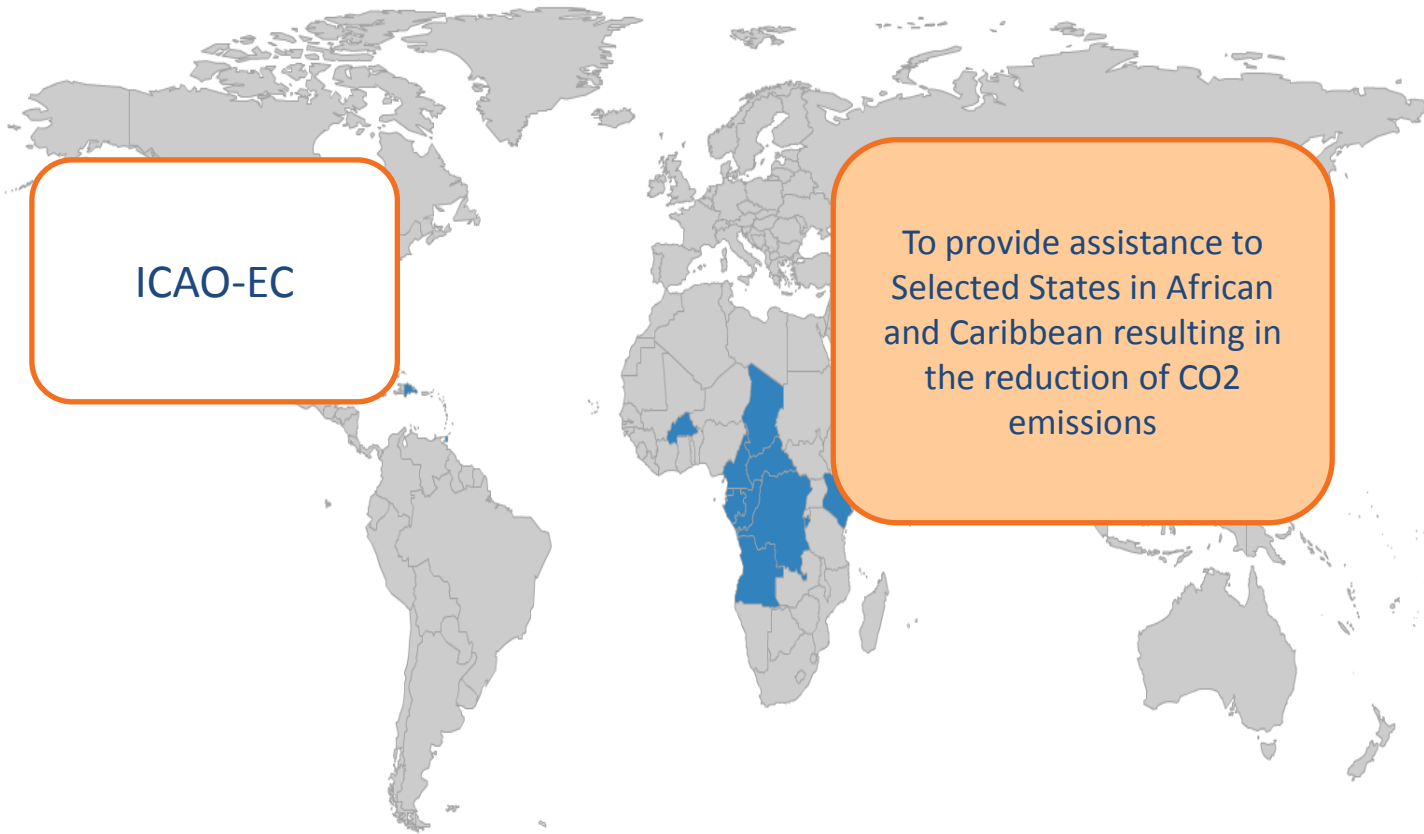 ICAO-EC
To provide assistance to
Selected States in African
and Caribbean resulting in
the reduction of CO2
emissions